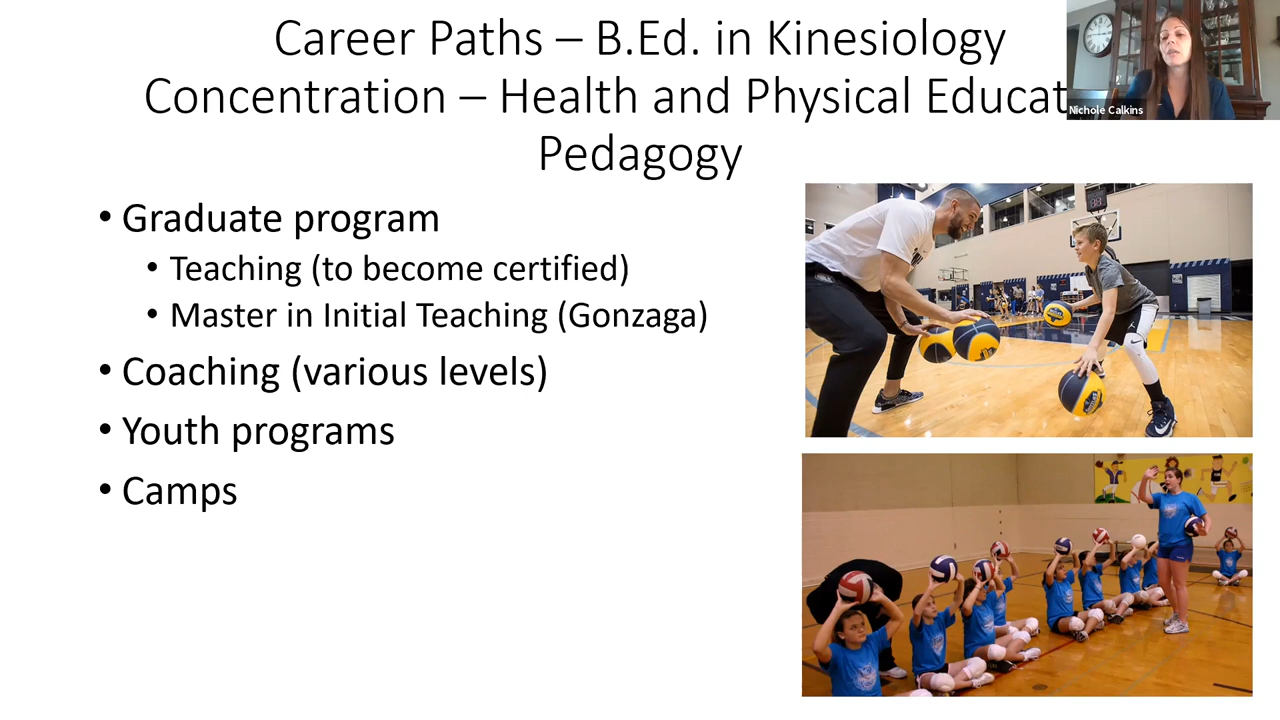 Career Paths – B.Ed. in Kinesiology
Concentration – Health and Physical Educat
Pedagogy
Nichole Calkins
• Graduate program
• Teaching (to become certified)
• Master in Initial Teaching (Gonzaga)
• Coaching (various levels)
• Youth programs
• Camps